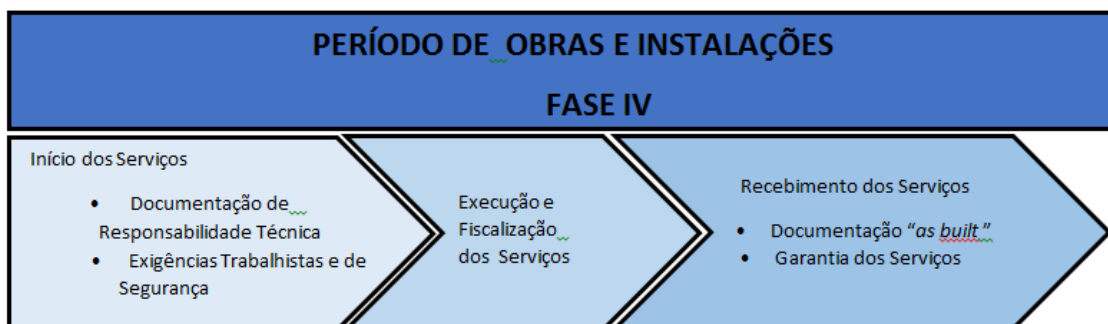 PERÍODO DE OBRAS E INSTALAÇÕES
FASE IV
Início dos Serviços
• Documentação de
Responsabilidade Técnica
• Exigências Trabalhistas e de
Segurança
Execução e
Fiscalização
dos Serviços
Recebimento dos Serviços
• Documentação “as built”
• Garantia dos Serviços